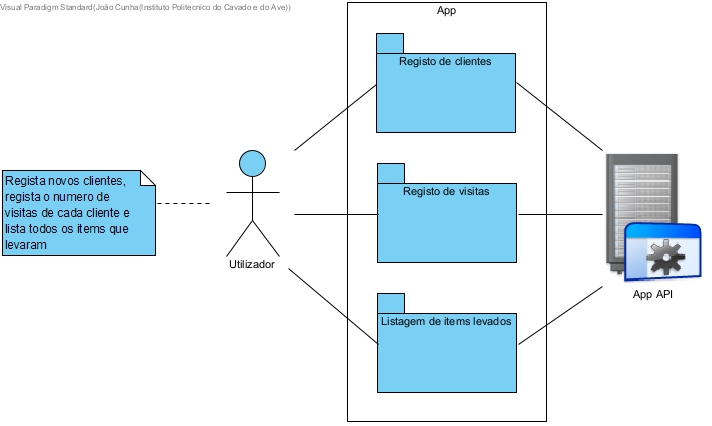 Visual Paradigm Standard(João Cunha(Instituto Politecnico do Cavado e do Ave))
App
Registo de clientes
Regista novos clientes,
regista o numero de
visitas de cada cliente e
lista todos os items que
levaram
Registo de visitas
Utilizador
App API
Listagem de items levados